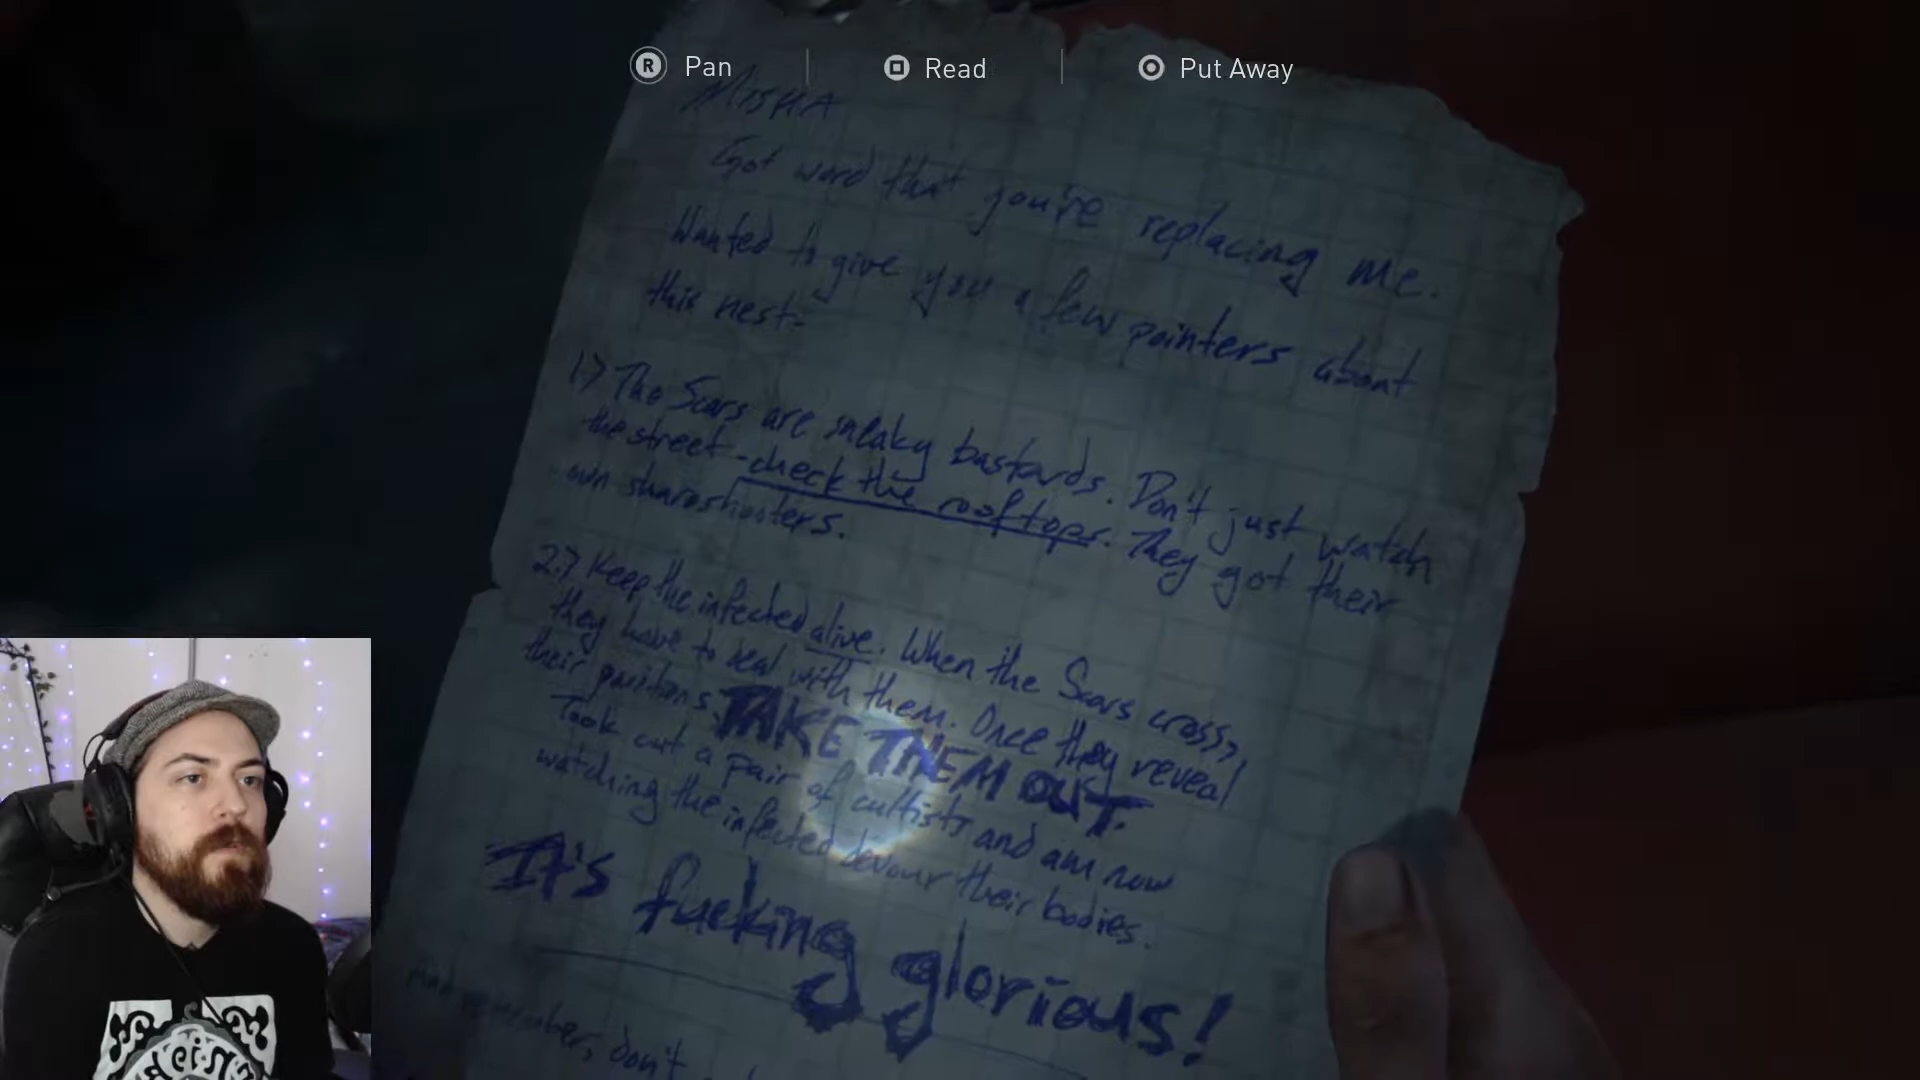 R Pan Read Put Away
MISHA
Got word that you're replacing me.
Wanted to give you a few pointers about
this nest-
1.) The Scars are sneaky bastards. Don't just watch
the street - check the rooftops. They got their
own sharpshooters.
2.) Keep the infected alive. When the Scars cross,
they have to deal with them. Once they reveal
their positions, TAKE THEM OUT.
Took out a pair of cultists and am now
watching the infected devour their bodies.
It's fucking glorious!
And remember, don't